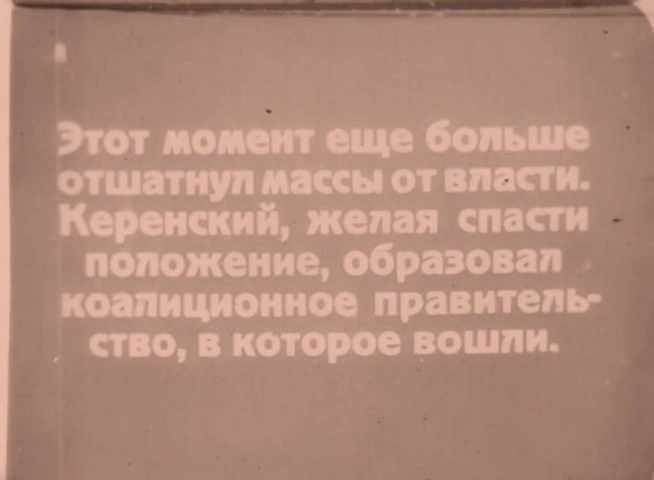 Этот момент еще больше
отшатнул массы от власти.
Керенский, желая спасти
положение, образовал
коалиционное правитель-
ство, в которое вошли.